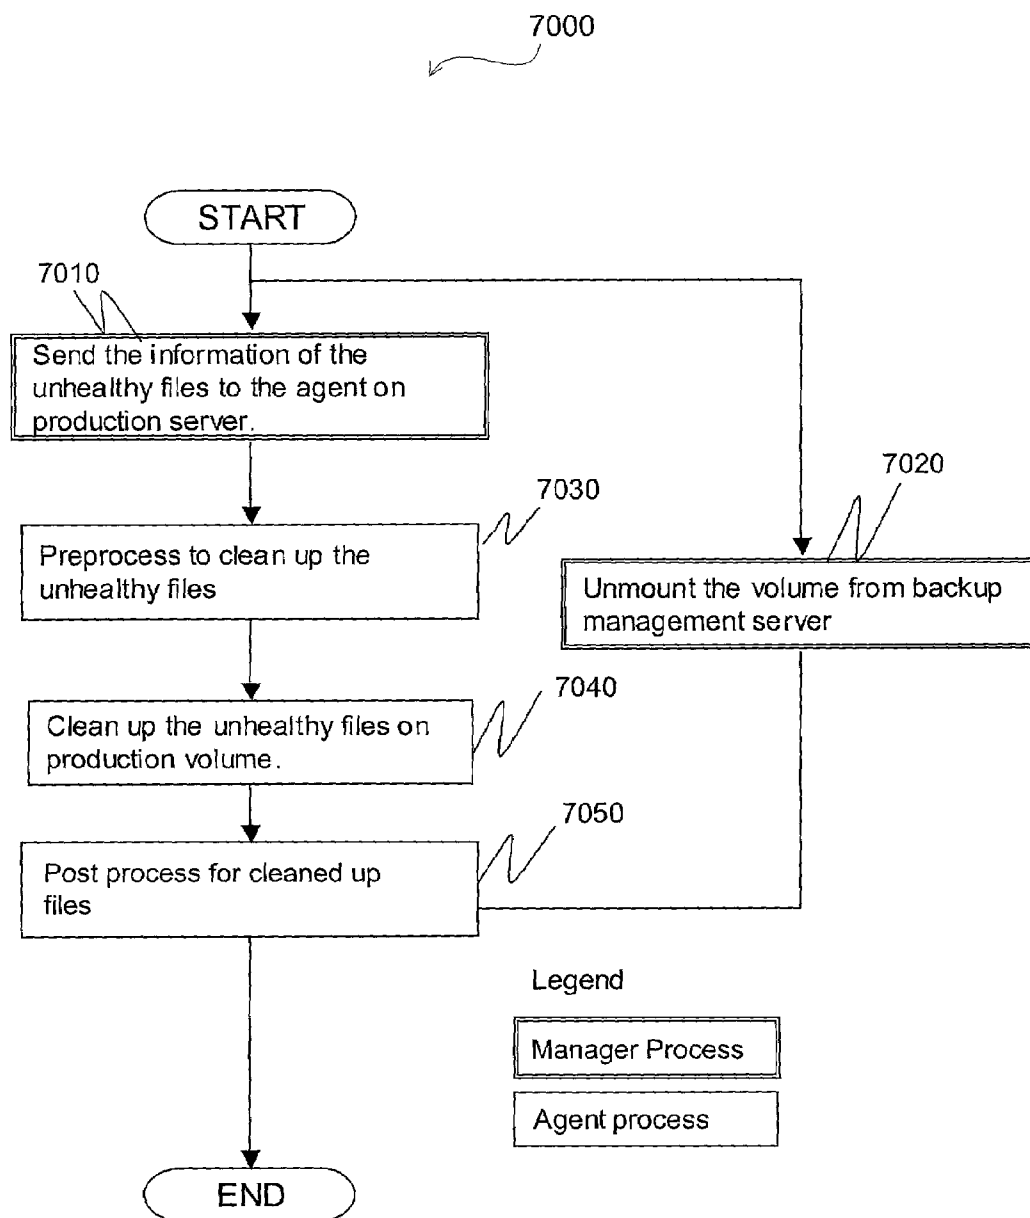 7000
START
7010
Send the information of the
unhealthy files to the agent on
production server.
7030
Preprocess to clean up the
unhealthy files
7020
Unmount the volume from backup
management server
7040
Clean up the unhealthy files on
production volume.
7050
Post process for cleaned up
files
Legend
Manager Process
Agent process
END